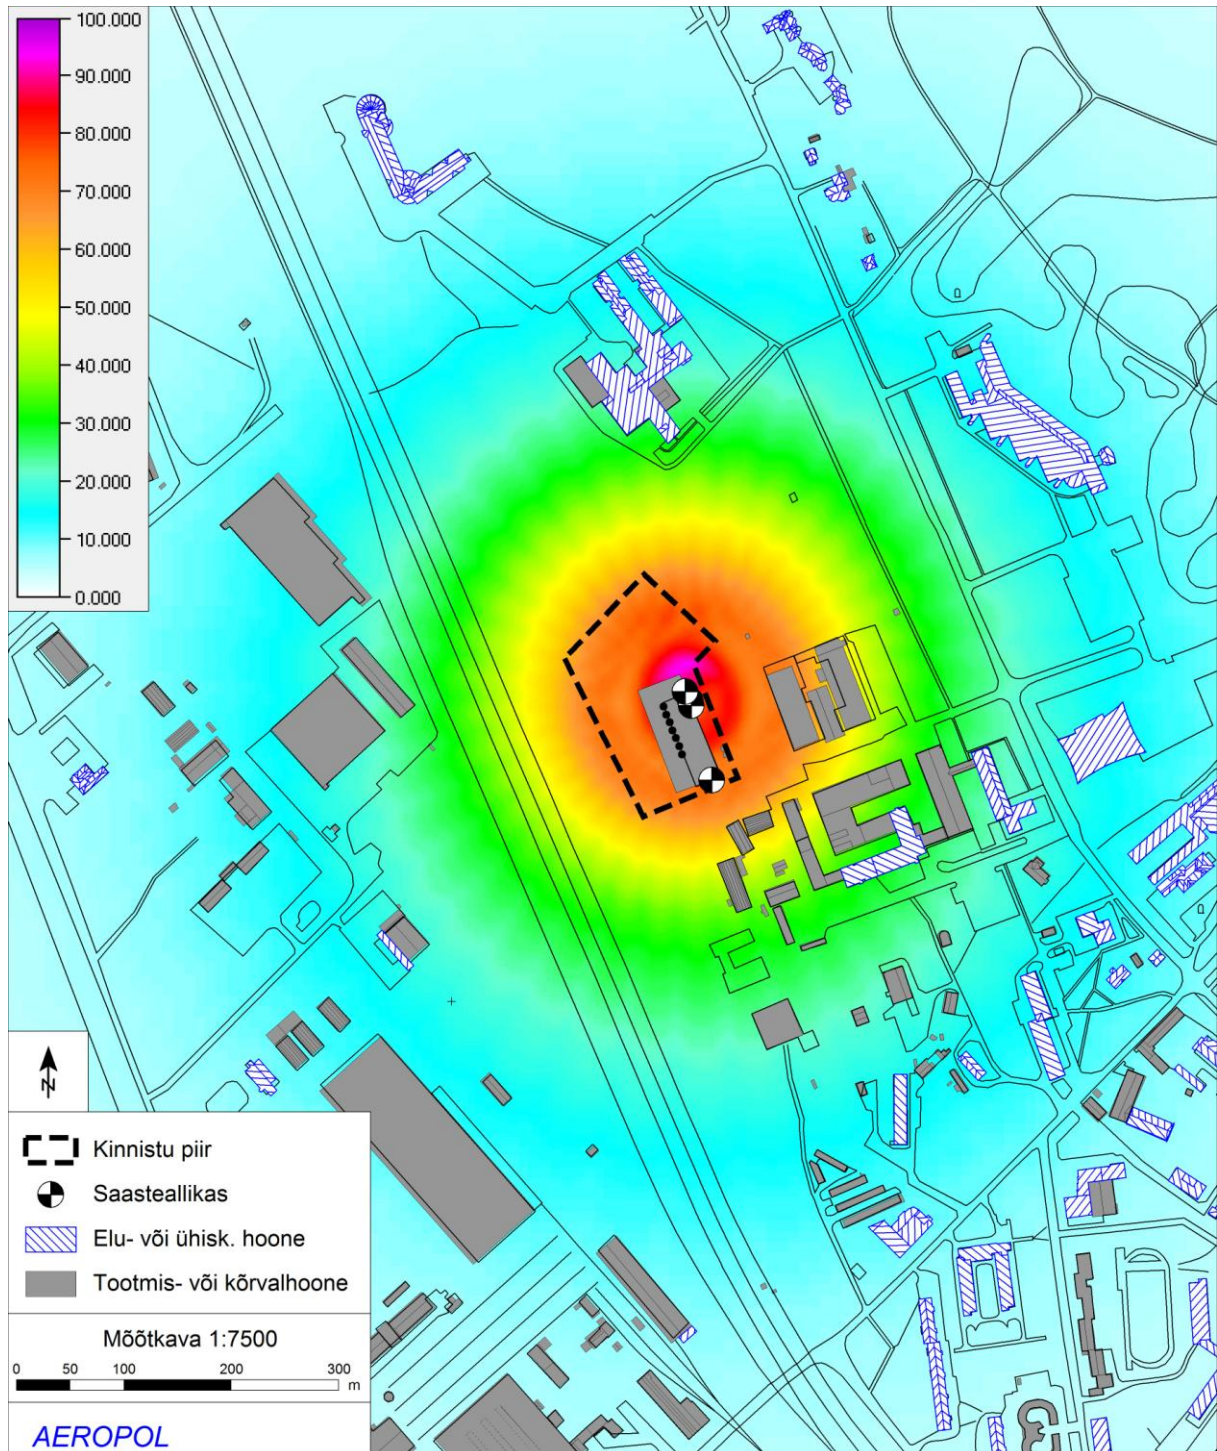 100.000
90.000
80.000
70.000
60.000
50.000
40.000
30.000
20.000
10.000
0.000
N
Kinnistu piir
Saasteallikas
Elu- või ühisk. hoone
Tootmis- või kõrvalhoone
Mõõtkava 1:7500
0 50 100 200 300 m
AEROPOL